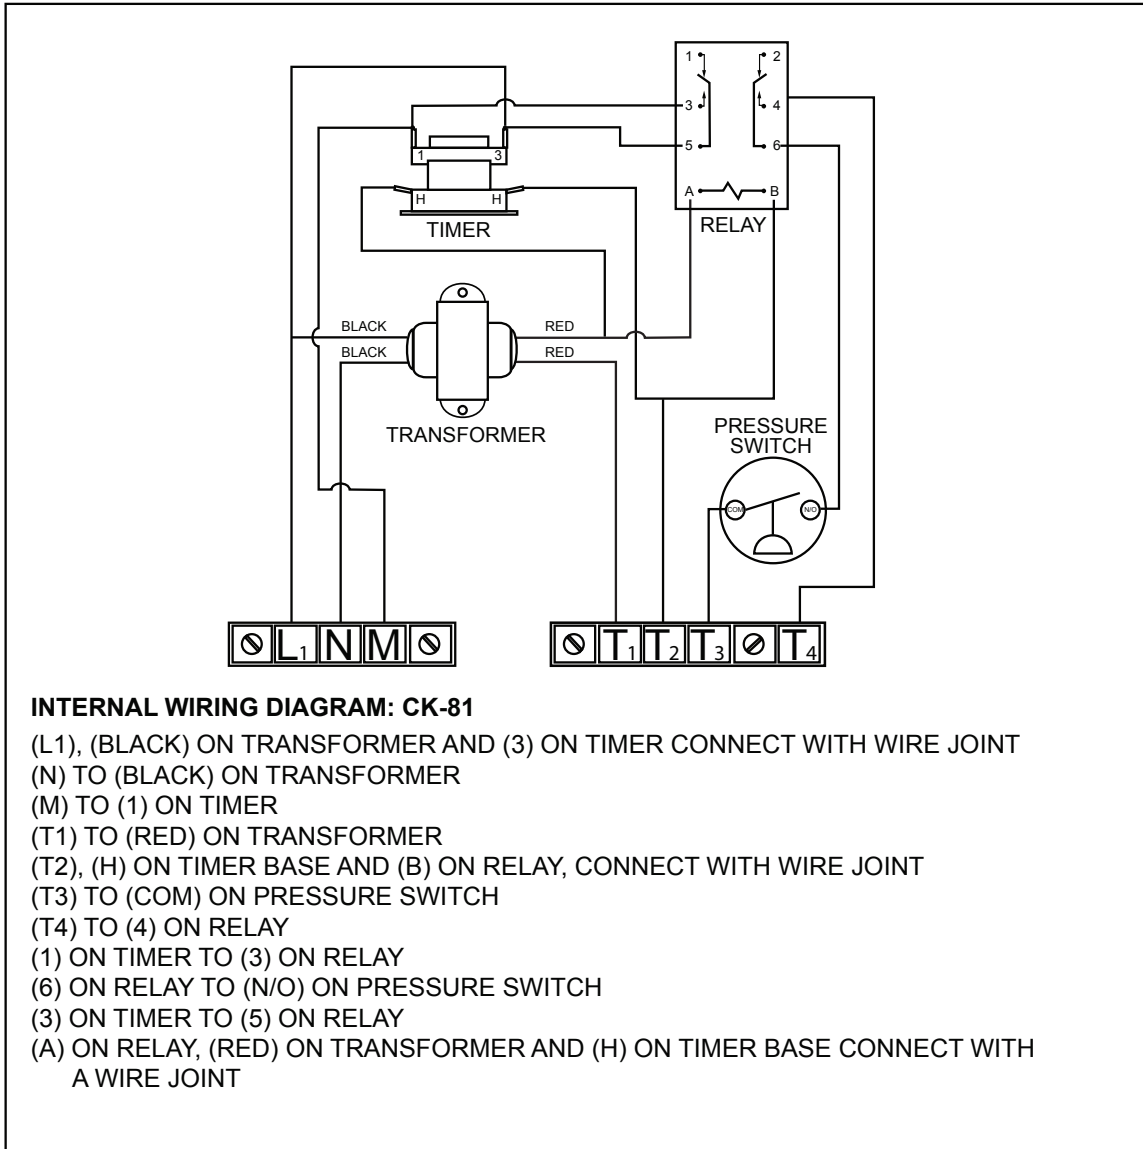 1 2
3 4
5 6
A B
RELAY
1 3
H H
TIMER
BLACK RED
BLACK RED
TRANSFORMER
PRESSURE
SWITCH
COM N/O
L1 N M T1 T2 T3 T4
INTERNAL WIRING DIAGRAM: CK-81
(L1), (BLACK) ON TRANSFORMER AND (3) ON TIMER CONNECT WITH WIRE JOINT
(N) TO (BLACK) ON TRANSFORMER
(M) TO (1) ON TIMER
(T1) TO (RED) ON TRANSFORMER
(T2), (H) ON TIMER BASE AND (B) ON RELAY, CONNECT WITH WIRE JOINT
(T3) TO (COM) ON PRESSURE SWITCH
(T4) TO (4) ON RELAY
(1) ON TIMER TO (3) ON RELAY
(6) ON RELAY TO (N/O) ON PRESSURE SWITCH
(3) ON TIMER TO (5) ON RELAY
(A) ON RELAY, (RED) ON TRANSFORMER AND (H) ON TIMER BASE CONNECT WITH
A WIRE JOINT